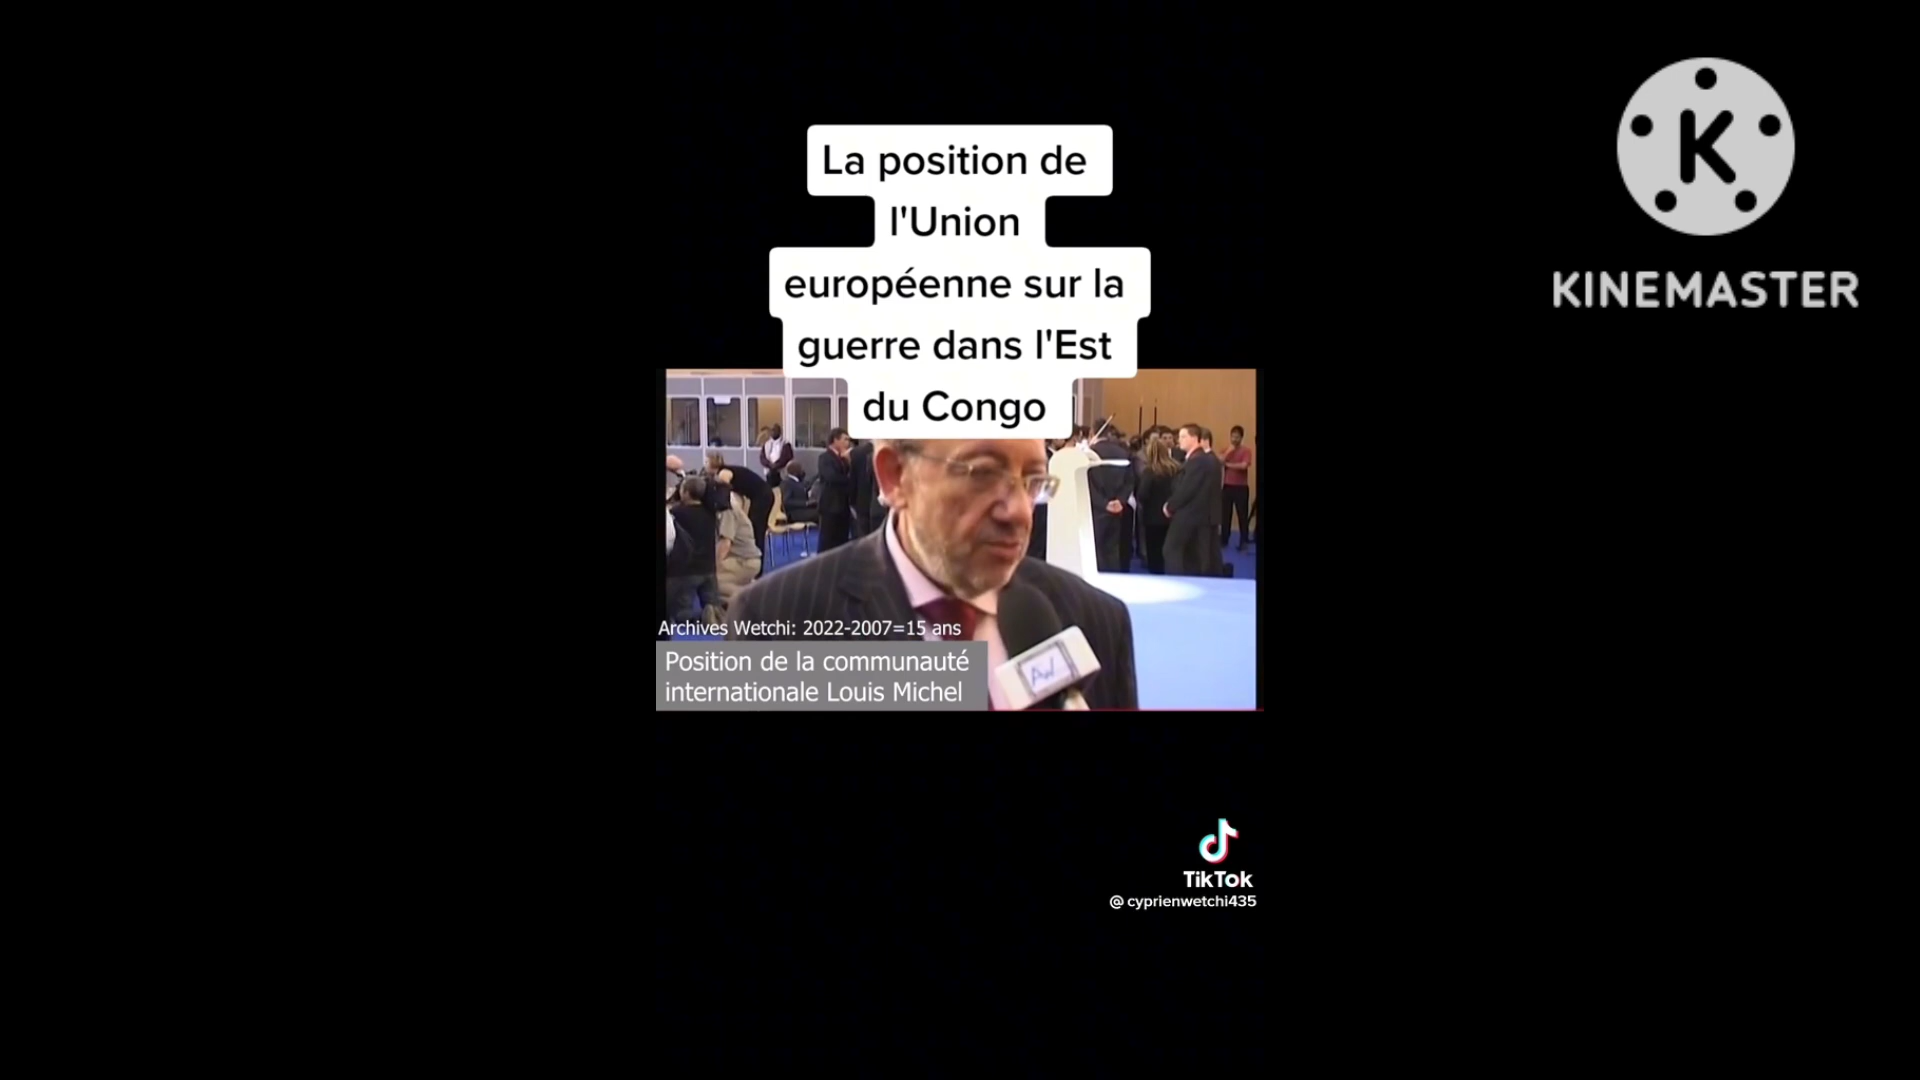 La position de
l'Union
européenne sur la
guerre dans l'Est
du Congo
K
KINEMASTER
Archives Wetchi: 2022-2007=15 ans
Position de la communauté
internationale Louis Michel
TikTok
@ cyprienwetchi435